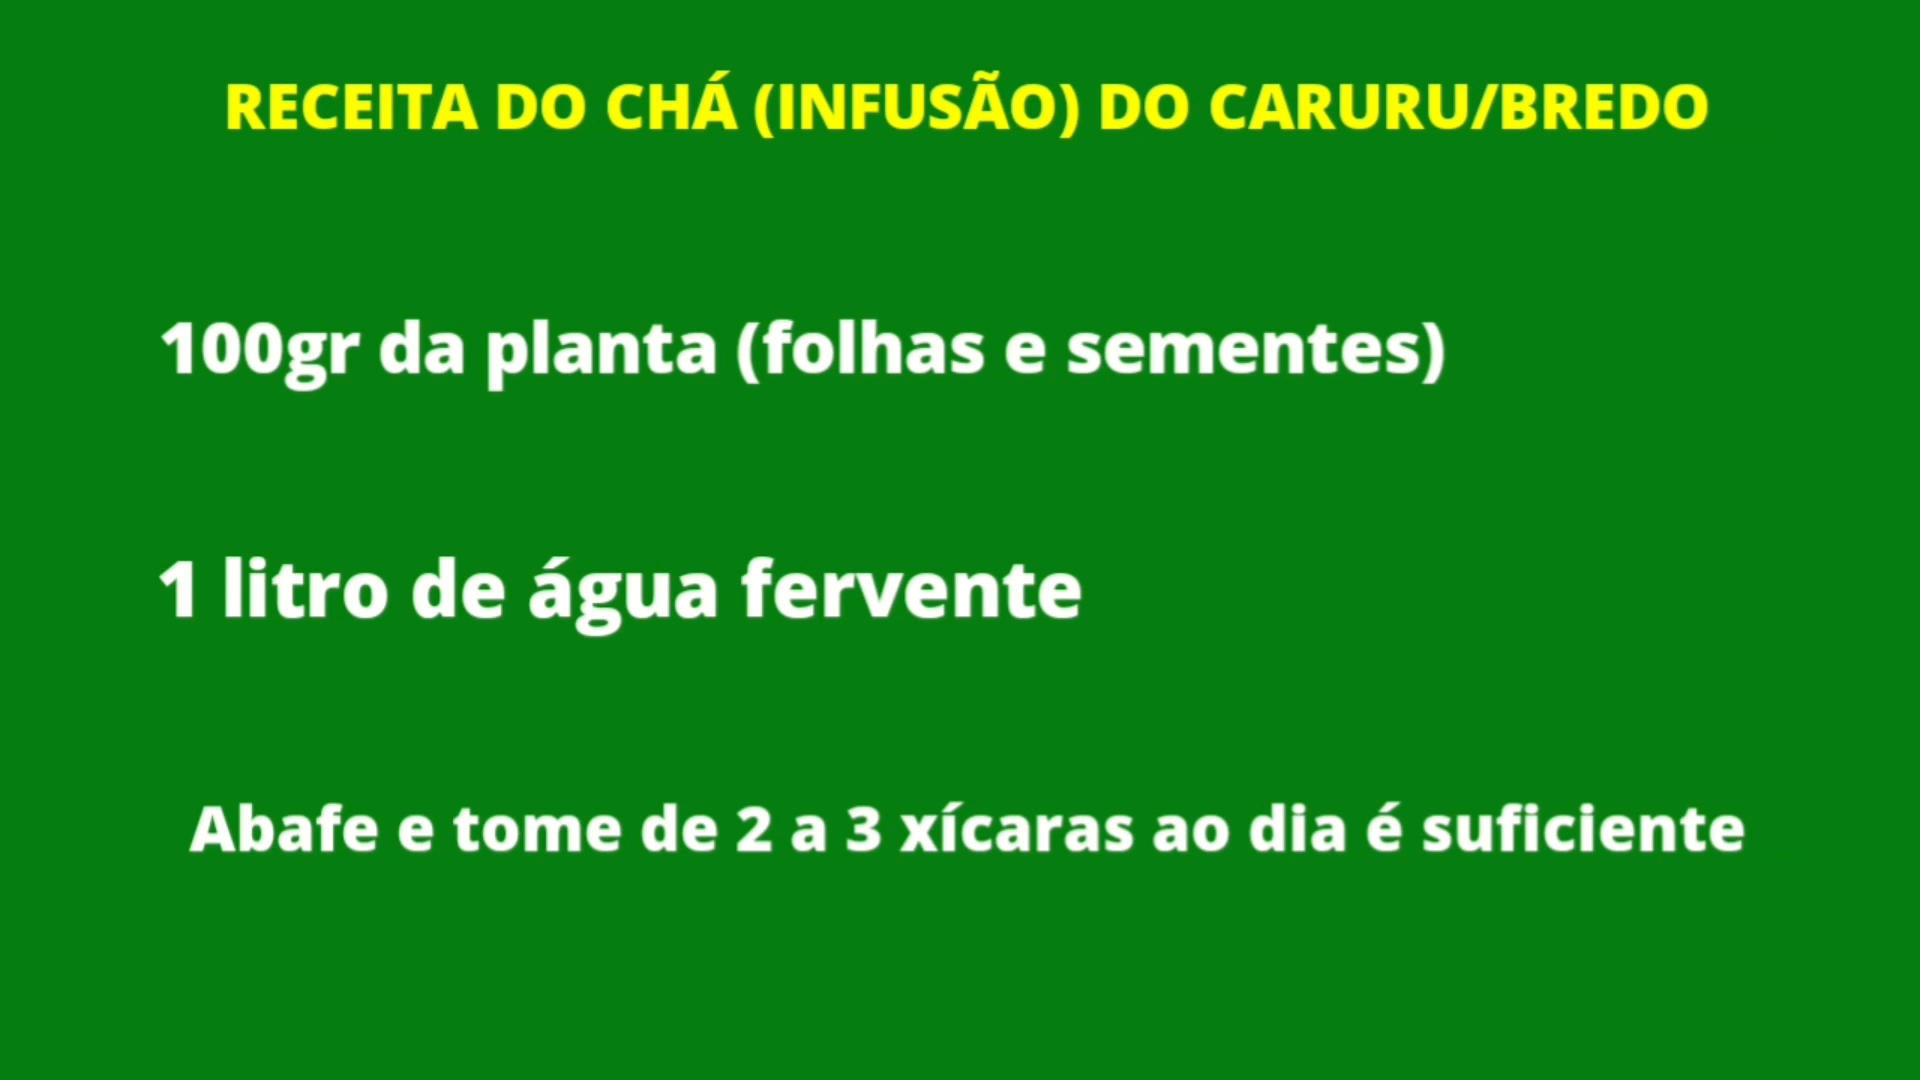 RECEITA DO CHÁ (INFUSÃO) DO CARURU/BREDO
100gr da planta (folhas e sementes)
1 litro de água fervente
Abafe e tome de 2 a 3 xícaras ao dia é suficiente